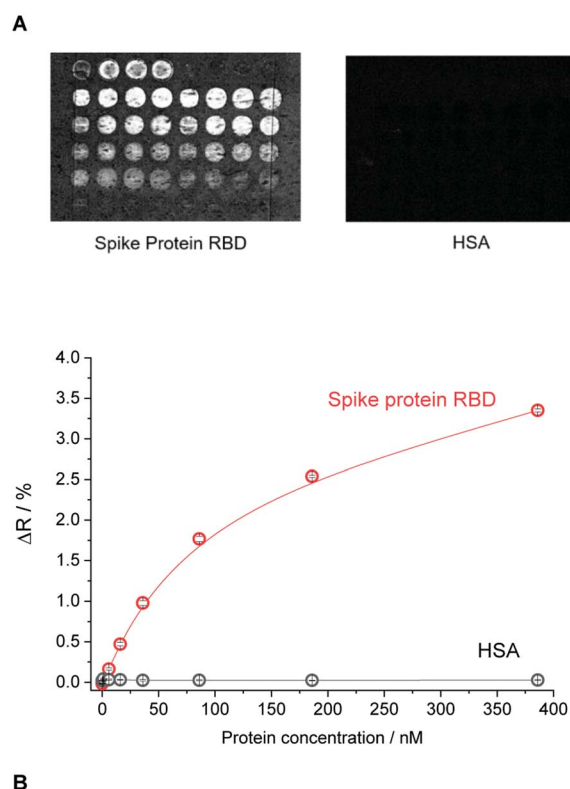 A
Spike Protein RBD
HSA
4.0
3.5
3.0
2.5
2.0
1.5
1.0
0.5
0.0
ΔR / %
Spike protein RBD
HSA
0 50 100 150 200 250 300 350 400
Protein concentration / nM
B